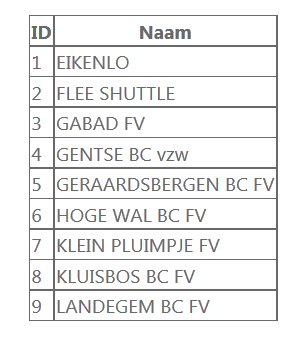 ID Naam
1 EIKENLO
2 FLEE SHUTTLE
3 GABAD FV
4 GENTSE BC vzw
5 GERAARDSBERGEN BC FV
6 HOGE WAL BC FV
7 KLEIN PLUIMPJE FV
8 KLUISBOS BC FV
9 LANDEGEM BC FV